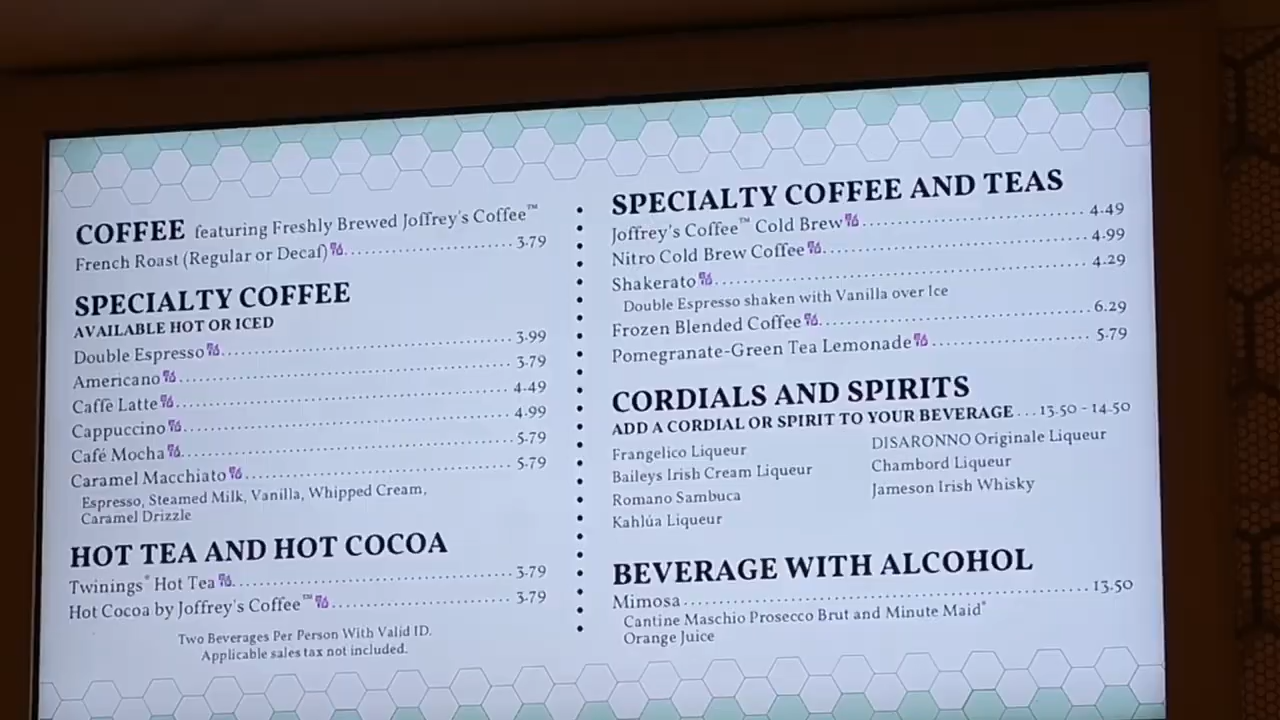 COFFEE featuring Freshly Brewed Joffrey's Coffee™
French Roast (Regular or Decaf) 3.79
SPECIALTY COFFEE
AVAILABLE HOT OR ICED
Double Espresso 3.99
Americano 3.79
Caffè Latte 4.49
Cappuccino 4.99
Café Mocha 5.79
Caramel Macchiato 5.79
Espresso, Steamed Milk, Vanilla, Whipped Cream,
Caramel Drizzle
HOT TEA AND HOT COCOA
Twinings® Hot Tea 3.79
Hot Cocoa by Joffrey's Coffee™ 3.79
Two Beverages Per Person With Valid ID.
Applicable sales tax not included.
SPECIALTY COFFEE AND TEAS
Joffrey's Coffee™ Cold Brew 4.49
Nitro Cold Brew Coffee 4.99
Shakerato 4.29
Double Espresso shaken with Vanilla over Ice
Frozen Blended Coffee 6.29
Pomegranate-Green Tea Lemonade 5.79
CORDIALS AND SPIRITS
ADD A CORDIAL OR SPIRIT TO YOUR BEVERAGE ... 13.50 - 14.50
Frangelico Liqueur
Baileys Irish Cream Liqueur
Romano Sambuca
Kahlúa Liqueur
DISARONNO Originale Liqueur
Chambord Liqueur
Jameson Irish Whisky
BEVERAGE WITH ALCOHOL
Mimosa 13.50
Cantine Maschio Prosecco Brut and Minute Maid®
Orange Juice